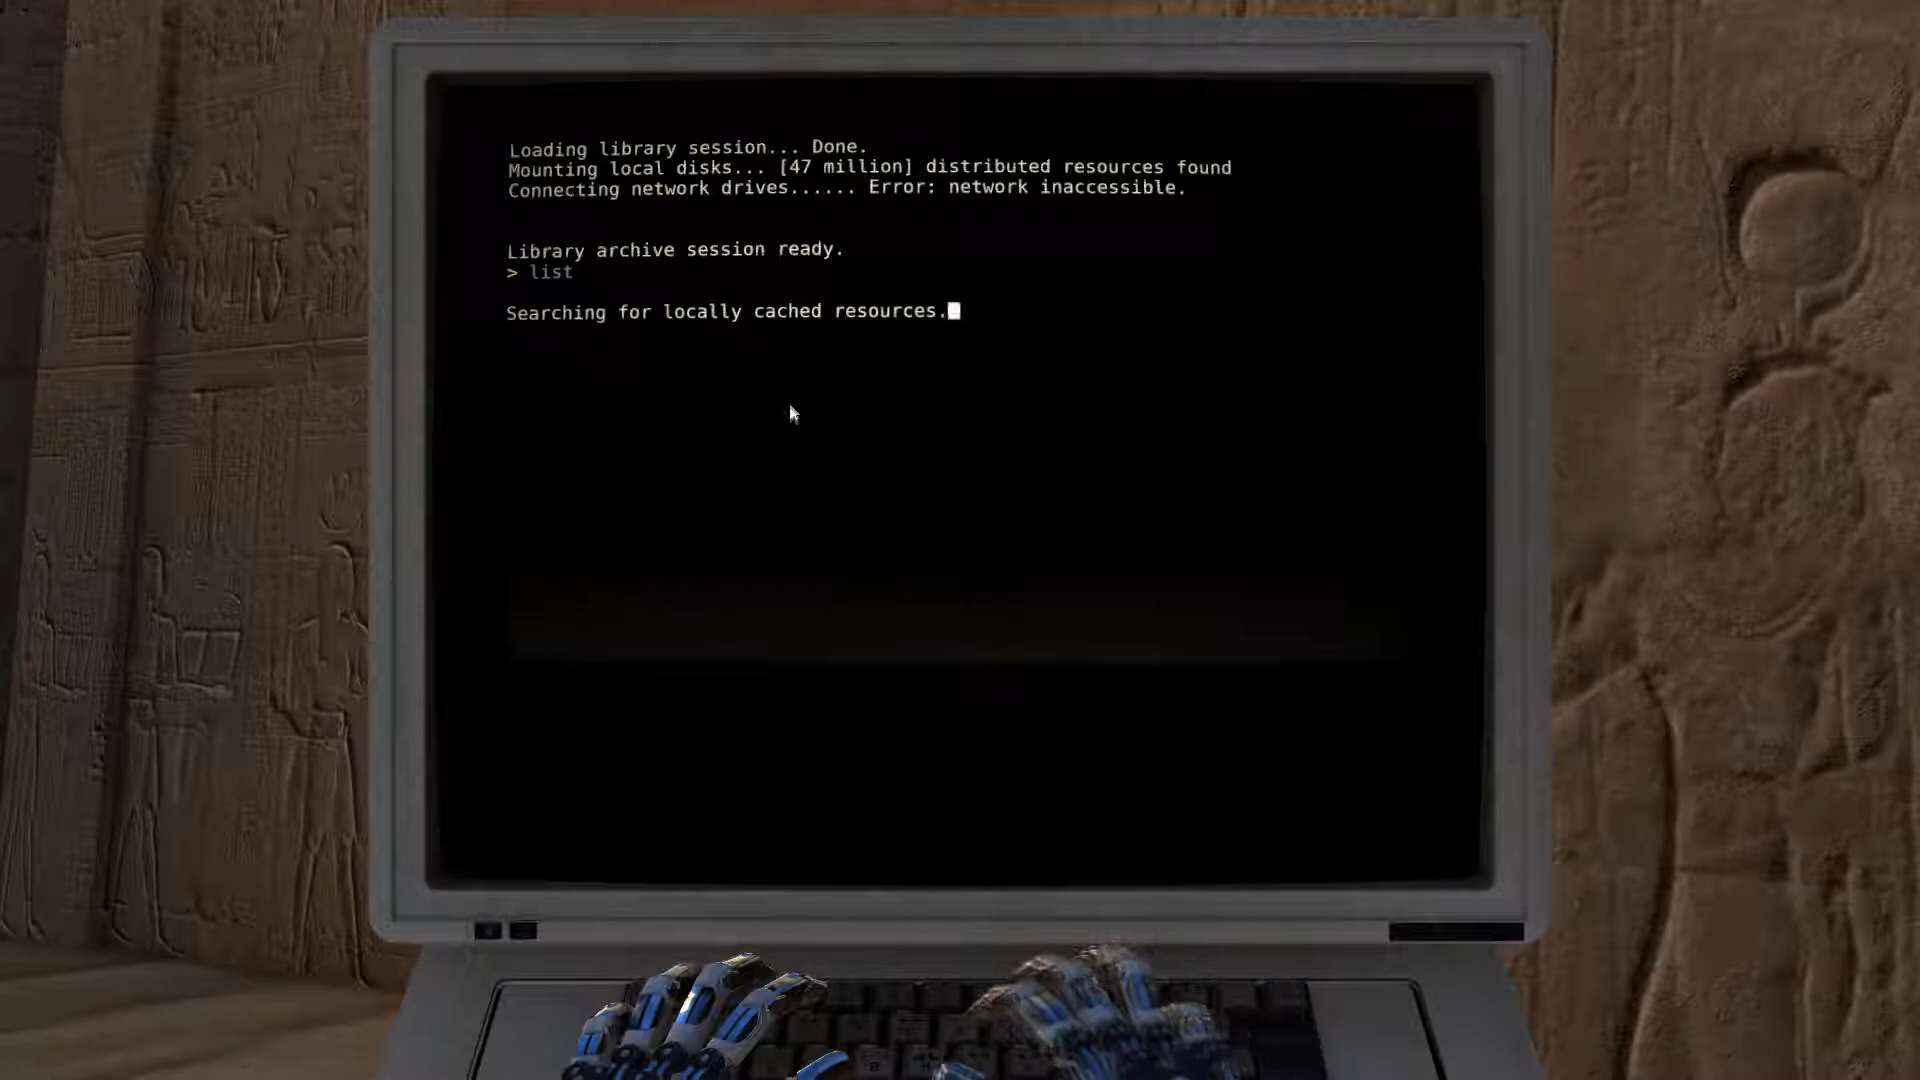 Loading library session... Done.
Mounting local disks... [47 million] distributed resources found
Connecting network drives...... Error: network inaccessible.
Library archive session ready.
> list
Searching for locally cached resources.